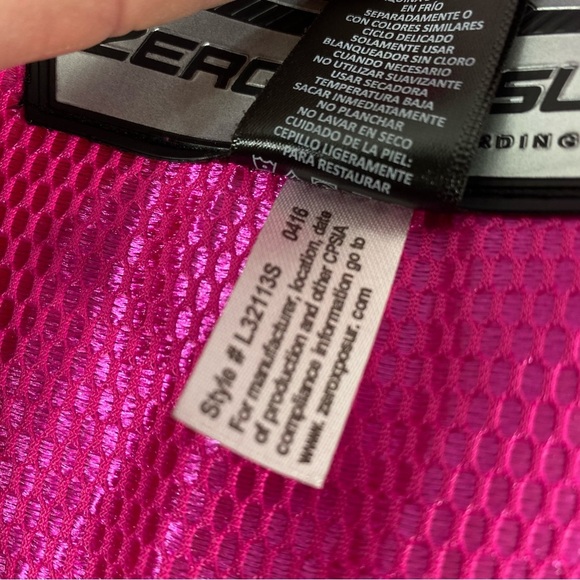 ZERO
SU
RDING
EN FRÍO
SEPARADAMENTE O
CON COLORES SIMILARES
CICLO DELICADO
SOLAMENTE USAR
BLANQUEADOR SIN CLORO
CUANDO NECESARIO
NO UTILIZAR SUAVIZANTE
USAR SECADORA
TEMPERATURA BAJA
SACAR INMEDIATAMENTE
NO PLANCHAR
NO LAVAR EN SECO
CUIDADO DE LA PIEL:
CEPILLO LIGERAMENTE
PARA RESTAURAR
Style # L32113S 0416
For manufacturer, location, date
of production and other CPSIA
compliance information go to
www. zeroxposur. com